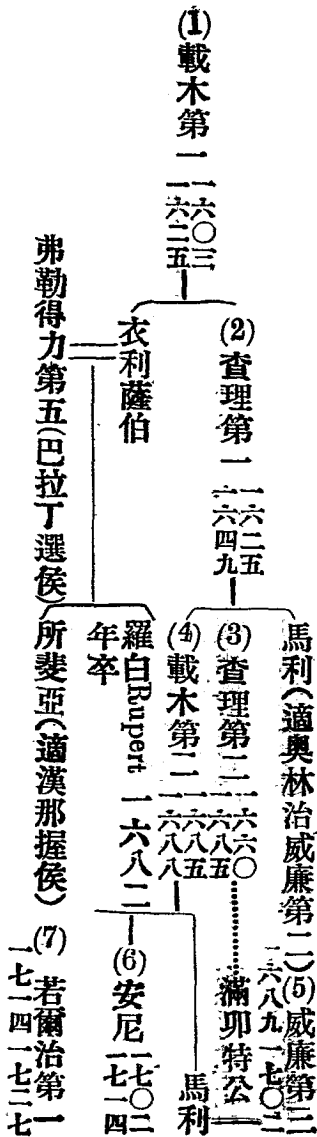 (1)載木第一 一六〇三 一六二五
(2)查理第一 一六二五 一六四九
衣利薩伯
弗勒得力第五(巴拉丁選侯)
馬利(適奧林治威廉第二)
(3)查理第二 一六六〇 一六八五
(4)載木第二 一六八五 一六八八
羅白Rupert 一六八二
年卒
所斐亞(適漢那握侯)
(5)威廉第三 一六八九 一七〇二
滿卯特公
馬利
(6)安尼 一七〇二 一七一四
(7)若爾治第一 一七一四 一七二七